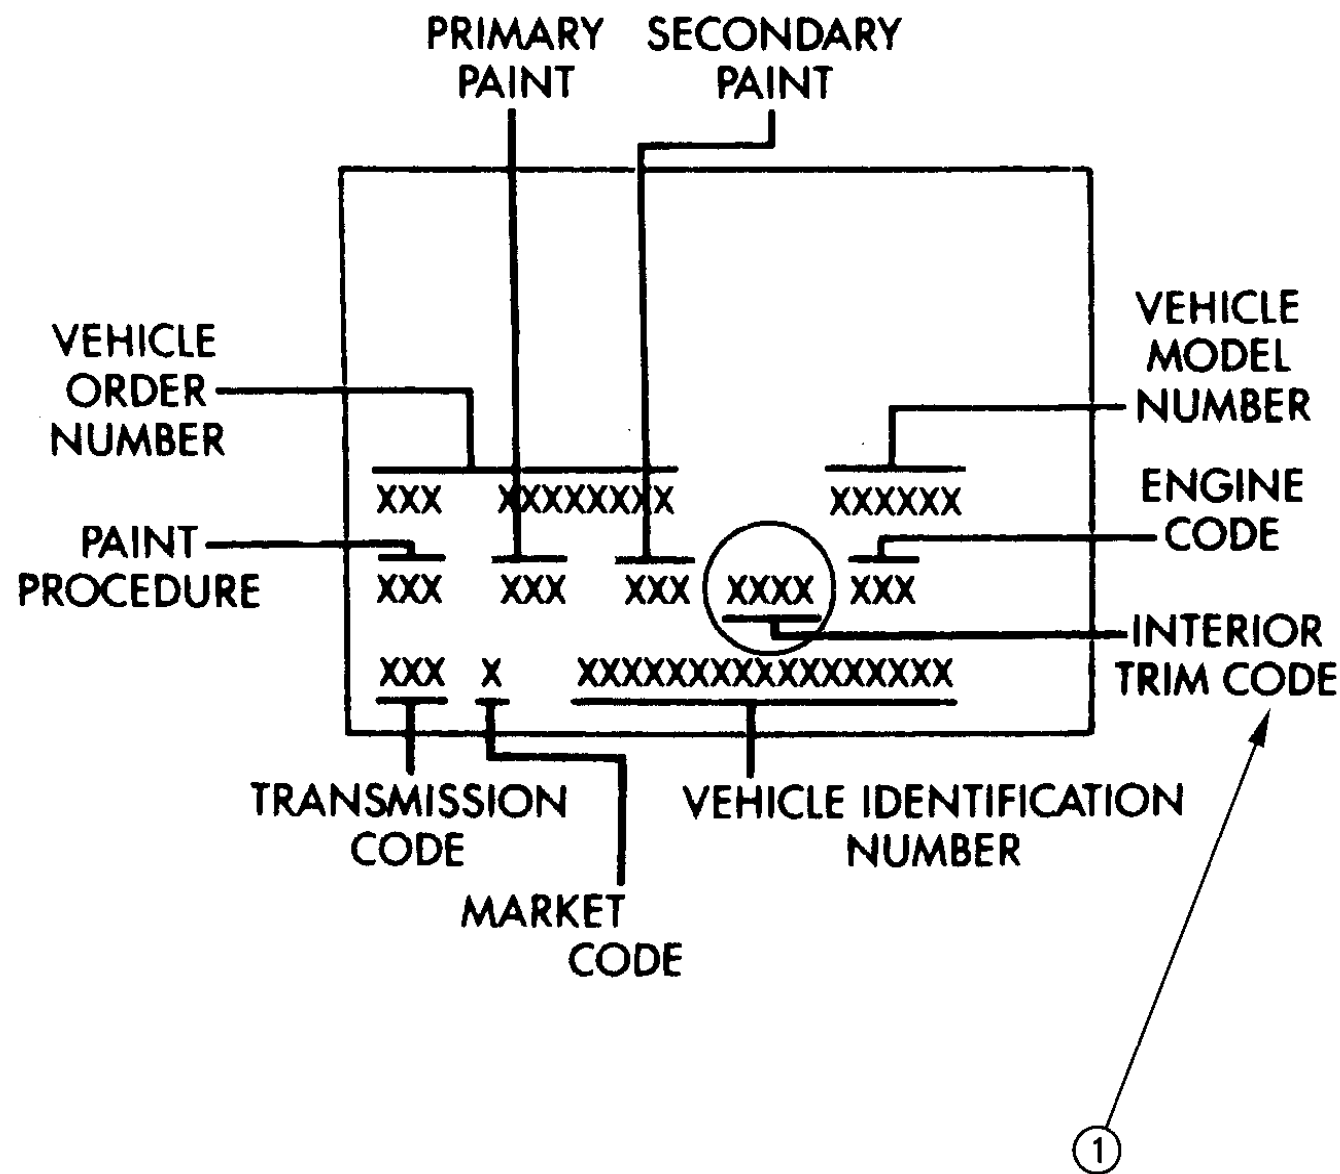 PRIMARY PAINT
SECONDARY PAINT
VEHICLE ORDER NUMBER
VEHICLE MODEL NUMBER
XXX XXXXXXXX XXXXXX
PAINT PROCEDURE
ENGINE CODE
XXX XXX XXX XXXX XXX
INTERIOR TRIM CODE
XXX X XXXXXXXXXXXXXXXXX
TRANSMISSION CODE
VEHICLE IDENTIFICATION NUMBER
MARKET CODE
1